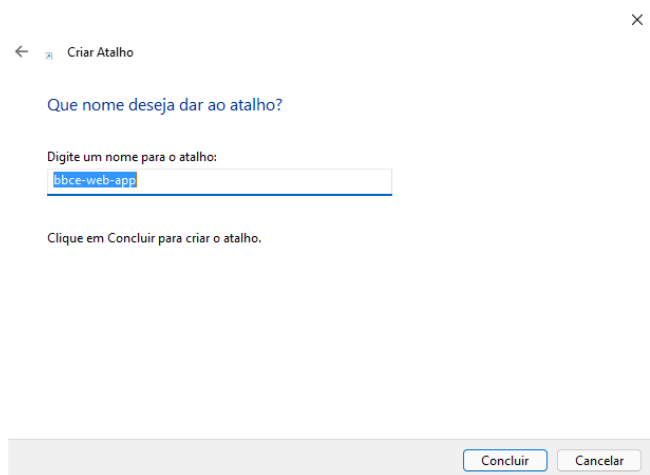 Criar Atalho
Que nome deseja dar ao atalho?
Digite um nome para o atalho:
bbce-web-app
Clique em Concluir para criar o atalho.
Concluir
Cancelar